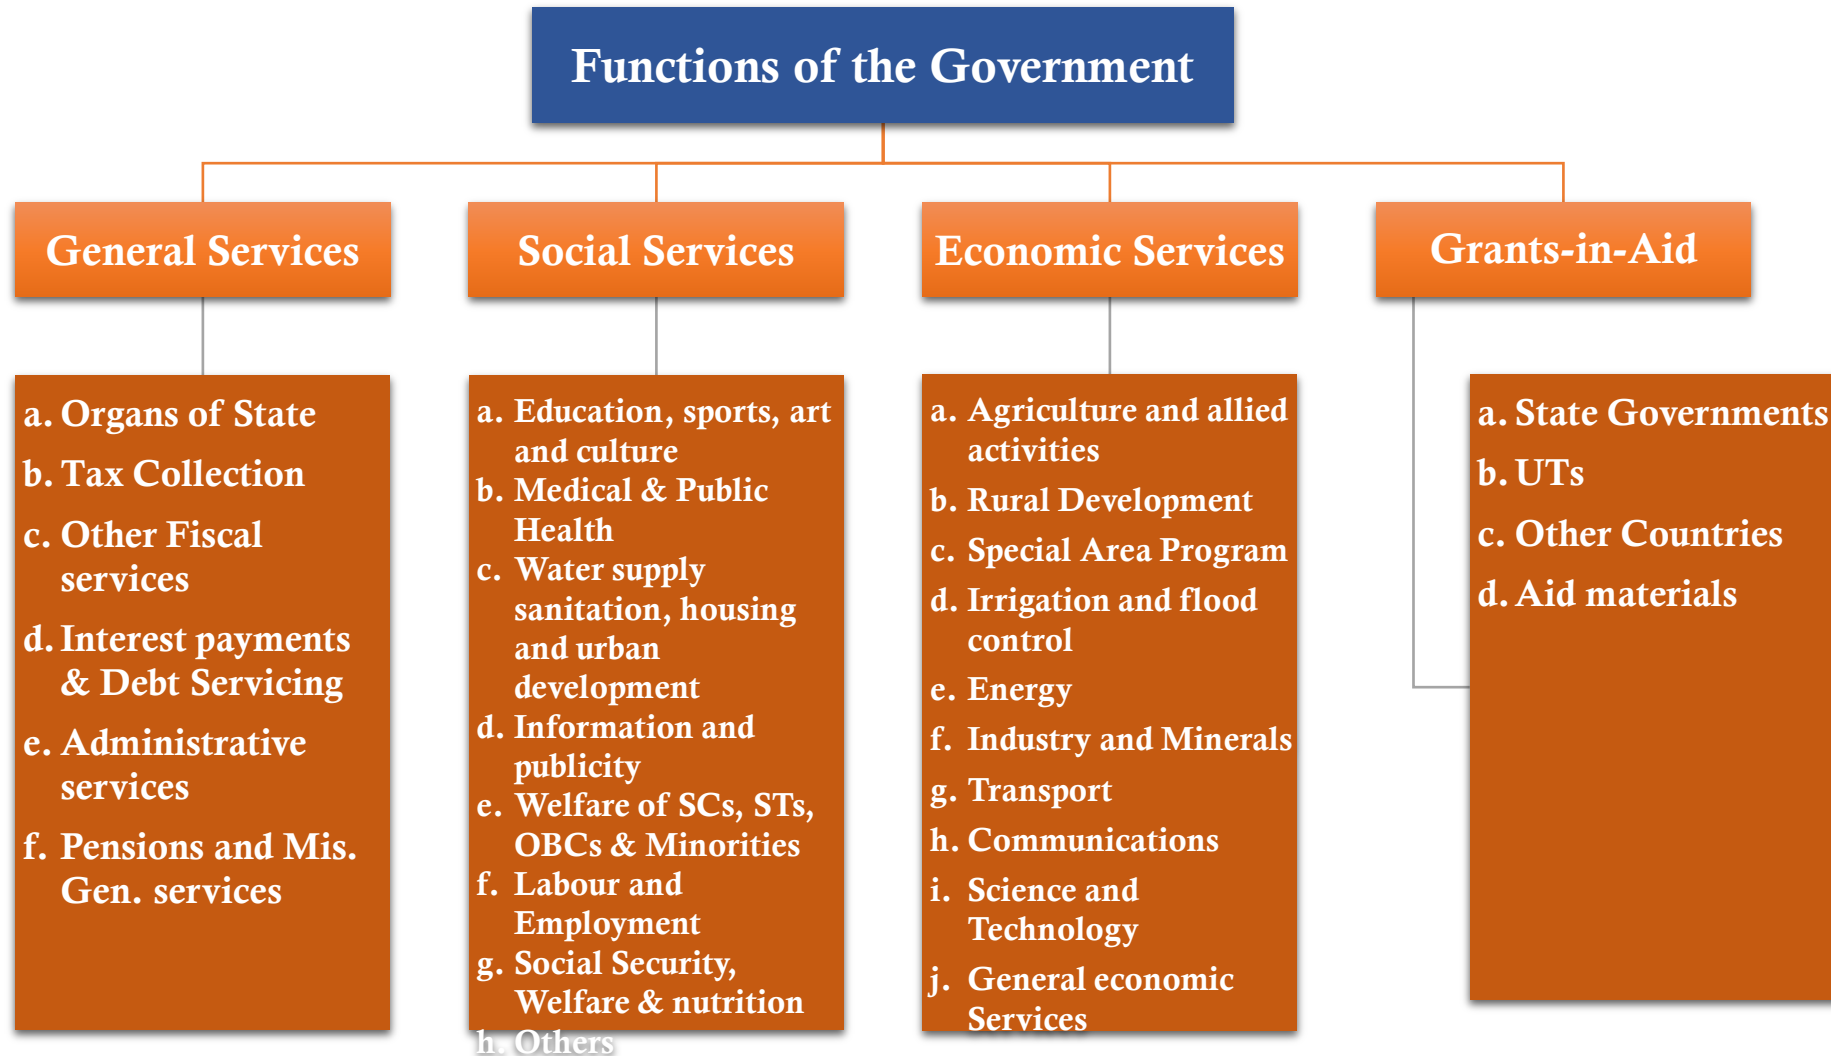 Functions of the Government
General Services
a. Organs of State
b. Tax Collection
c. Other Fiscal
services
d. Interest payments
& Debt Servicing
e. Administrative
services
f. Pensions and Mis.
Gen. services
Social Services
a. Education, sports, art
and culture
b. Medical & Public
Health
c. Water supply
sanitation, housing
and urban
development
d. Information and
publicity
e. Welfare of SCs, STs,
OBCs & Minorities
f. Labour and
Employment
g. Social Security,
Welfare & nutrition
h. Others
Economic Services
a. Agriculture and allied
activities
b. Rural Development
c. Special Area Program
d. Irrigation and flood
control
e. Energy
f. Industry and Minerals
g. Transport
h. Communications
i. Science and
Technology
j. General economic
Services
Grants-in-Aid
a. State Governments
b. UTs
c. Other Countries
d. Aid materials